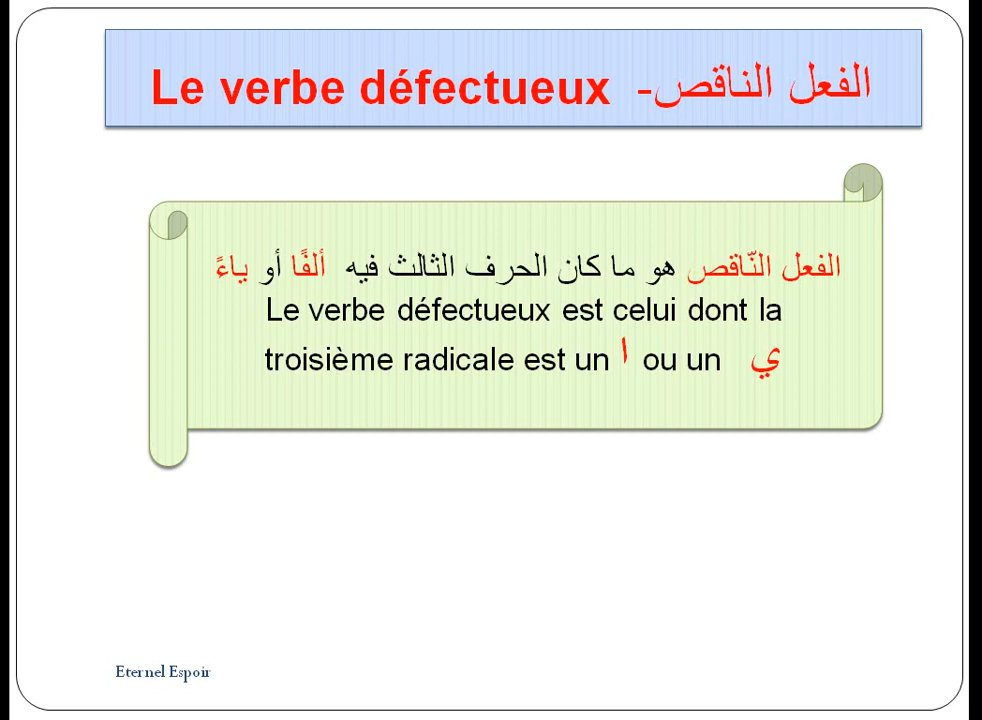 Le verbe défectueux -الفعل الناقص
الفعل النّاقص هو ما كان الحرف الثالث فيه ألفًا أو ياءً
Le verbe défectueux est celui dont la
troisième radicale est un ا ou un ي
Eternel Espoir